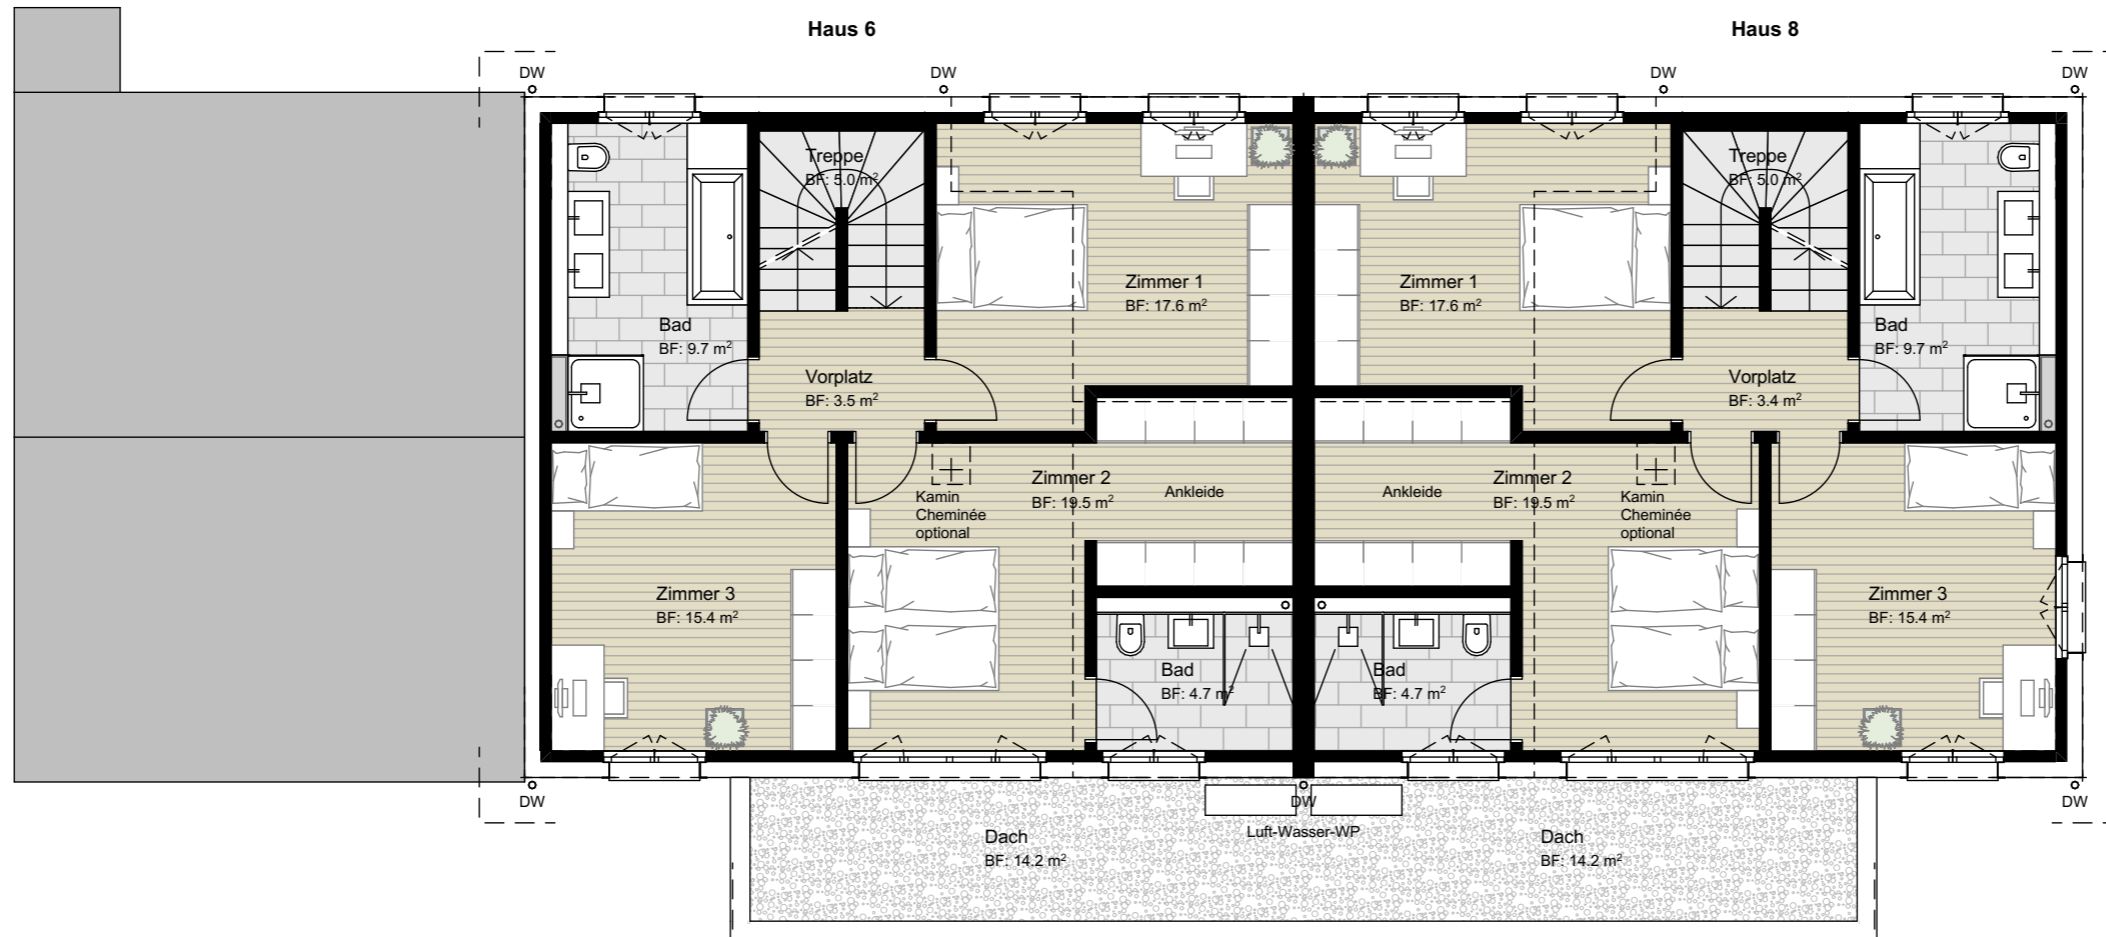 Haus 6
Haus 8
DW
DW
DW
DW
Treppe
BF: 5.0 m²
Treppe
BF: 5.0 m²
Zimmer 1
BF: 17.6 m²
Zimmer 1
BF: 17.6 m²
Bad
BF: 9.7 m²
Bad
BF: 9.7 m²
Vorplatz
BF: 3.5 m²
Vorplatz
BF: 3.4 m²
Zimmer 2
BF: 19.5 m²
Ankleide
Ankleide
Zimmer 2
BF: 19.5 m²
Kamin
Cheminée
optional
Kamin
Cheminée
optional
Zimmer 3
BF: 15.4 m²
Zimmer 3
BF: 15.4 m²
Bad
BF: 4.7 m²
Bad
BF: 4.7 m²
DW
DW
DW
Luft-Wasser-WP
Dach
BF: 14.2 m²
Dach
BF: 14.2 m²